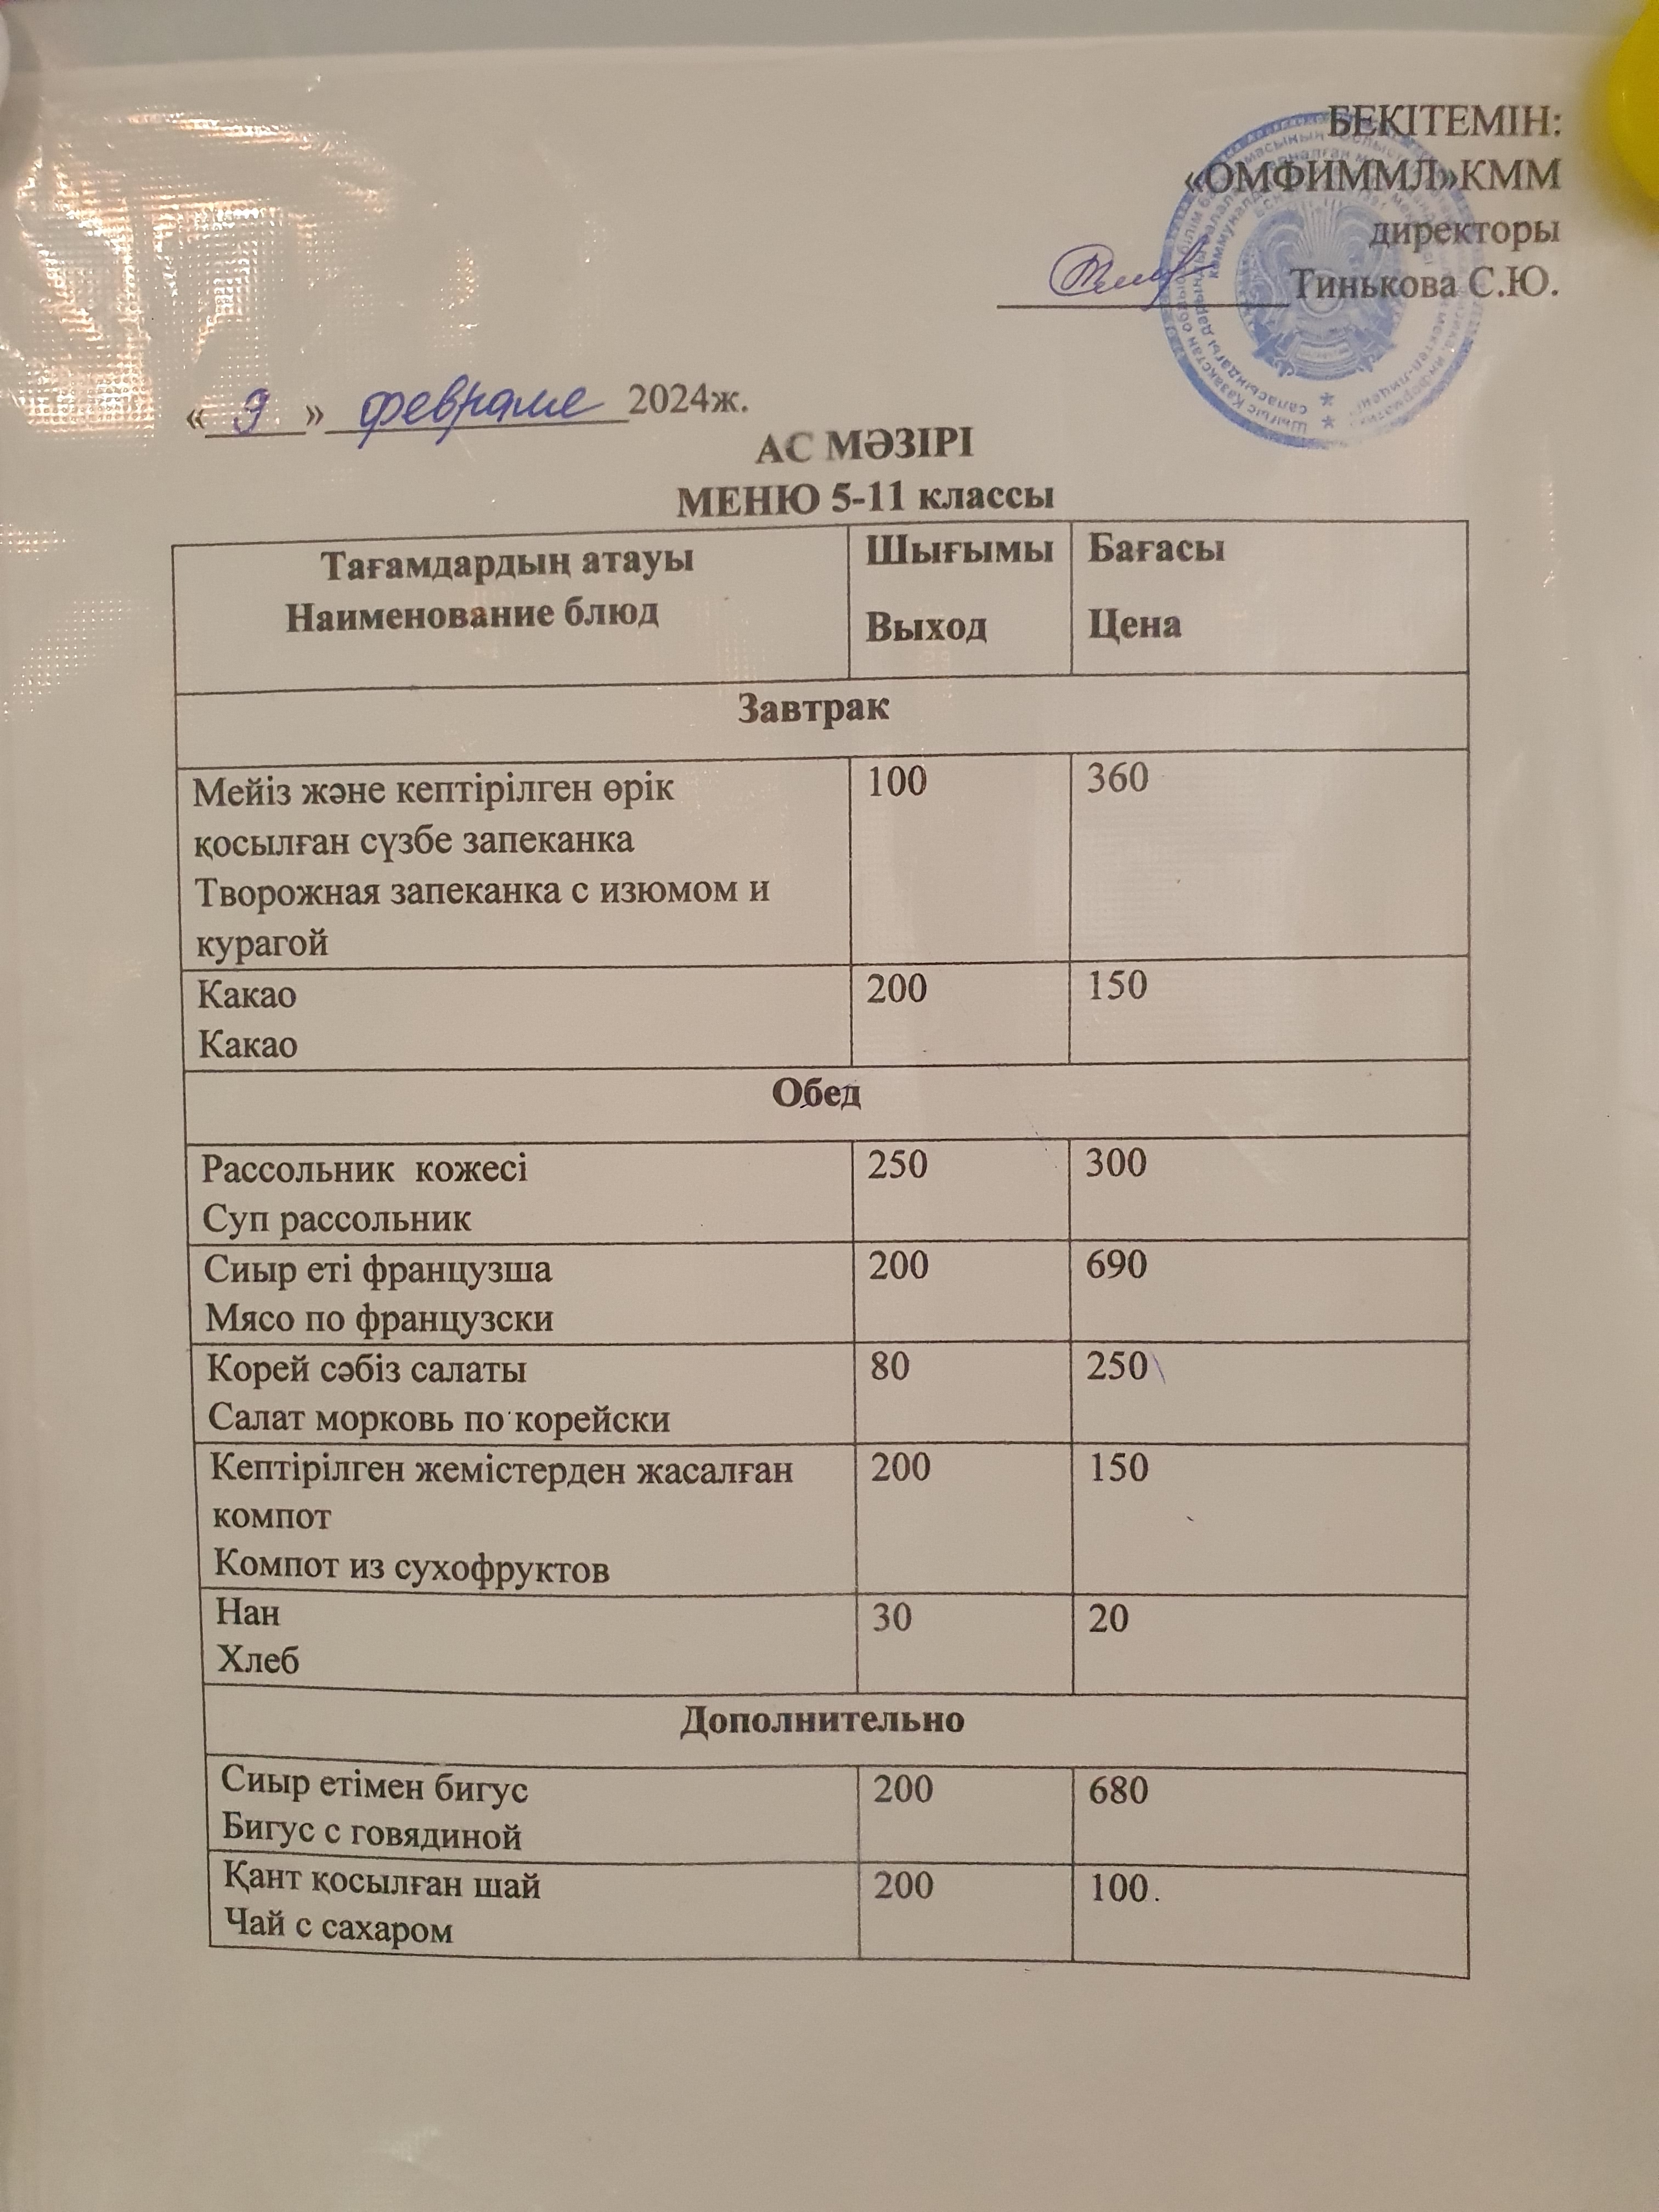 БЕКІТЕМІН:
«ОМФИММЛ»КММ
директоры
Тинькова С.Ю.
« 9 » феврале 2024ж.
АС МӘЗІРІ
МЕНЮ 5-11 классы
Тағамдардың атауы
Наименование блюд
Шығымы
Выход
Бағасы
Цена
Завтрак
Мейіз және кептірілген өрік
қосылған сүзбе запеканка
Творожная запеканка с изюмом и
курагой
100
360
Какао
Какао
200
150
Обед
Рассольник кожесі
Суп рассольник
250
300
Сиыр еті французша
Мясо по французски
200
690
Корей сәбіз салаты
Салат морковь по корейски
80
250
Кептірілген жемістерден жасалған
компот
Компот из сухофруктов
200
150
Нан
Хлеб
30
20
Дополнительно
Сиыр етімен бигус
Бигус с говядиной
200
680
Қант қосылған шай
Чай с сахаром
200
100.